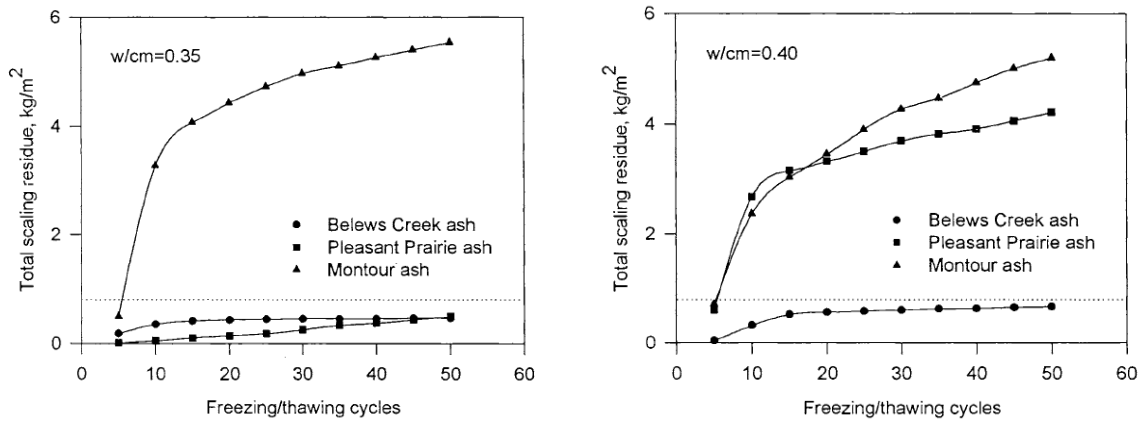 6
w/cm=0.35
4
2
0
Total scaling residue, kg/m²
Belews Creek ash
Pleasant Prairie ash
Montour ash
0 10 20 30 40 50 60
Freezing/thawing cycles
6
w/cm=0.40
4
2
0
Total scaling residue, kg/m²
Belews Creek ash
Pleasant Prairie ash
Montour ash
0 10 20 30 40 50 60
Freezing/thawing cycles